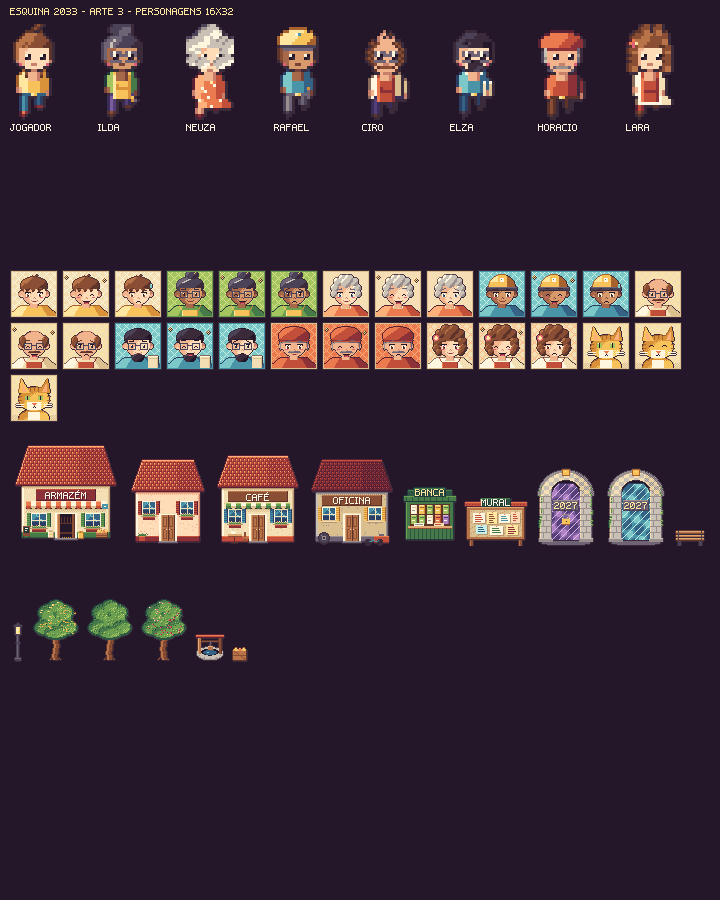 ESQUINA 2033 - ARTE 3 - PERSONAGENS 16X32
JOGADOR ILDA NEUZA RAFAEL CIRO ELZA HORACIO LARA
ARMAZÉM CAFÉ OFICINA BANCA MURAL 2027 2027